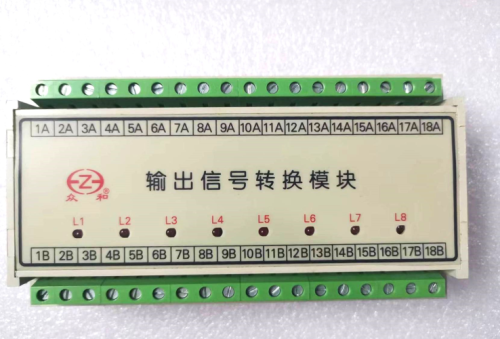 1A 2A 3A 4A 5A 6A 7A 8A 9A 10A 11A 12A 13A 14A 15A 16A 17A 18A
Z
众 和®
输出信号转换模块
L1 L2 L3 L4 L5 L6 L7 L8
1B 2B 3B 4B 5B 6B 7B 8B 9B 10B 11B 12B 13B 14B 15B 16B 17B 18B